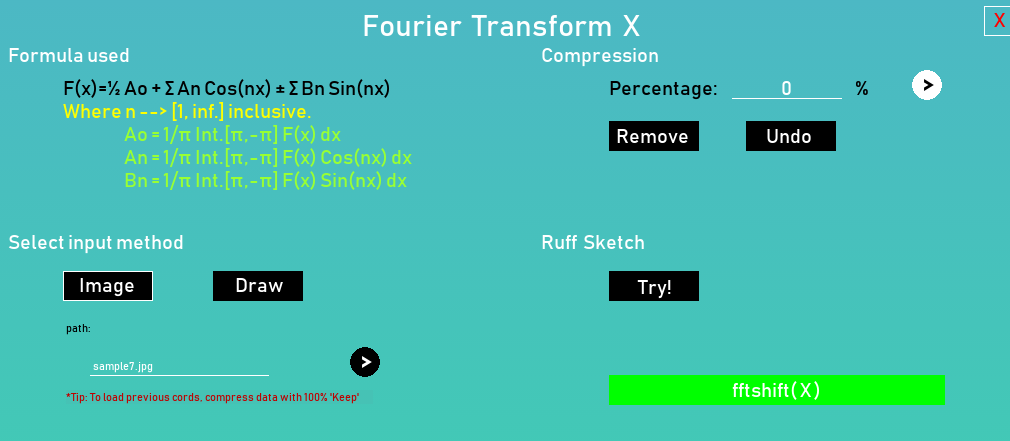 Fourier Transform X
X
Formula used
F(x)=½ Ao + Σ An Cos(nx) ± Σ Bn Sin(nx)
Where n --> [1, inf.] inclusive.
Ao = 1/π Int.[π,-π] F(x) dx
An = 1/π Int.[π,-π] F(x) Cos(nx) dx
Bn = 1/π Int.[π,-π] F(x) Sin(nx) dx
Compression
Percentage: 0 % >
Remove Undo
Select input method
Image Draw
path:
sample7.jpg >
*Tip: To load previous cords, compress data with 100% 'Keep'
Ruff Sketch
Try!
fftshift(X)